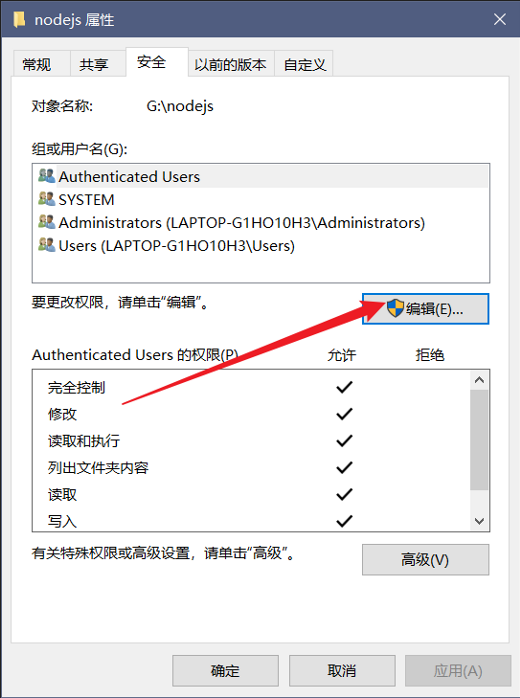 nodejs 属性
常规 共享 安全 以前的版本 自定义
对象名称: G:\nodejs
组或用户名(G):
Authenticated Users
SYSTEM
Administrators (LAPTOP-G1HO10H3\Administrators)
Users (LAPTOP-G1HO10H3\Users)
要更改权限，请单击“编辑”。
编辑(E)...
Authenticated Users 的权限(P) 允许 拒绝
完全控制
修改
读取和执行
列出文件夹内容
读取
写入
有关特殊权限或高级设置，请单击“高级”。
高级(V)
确定 取消 应用(A)